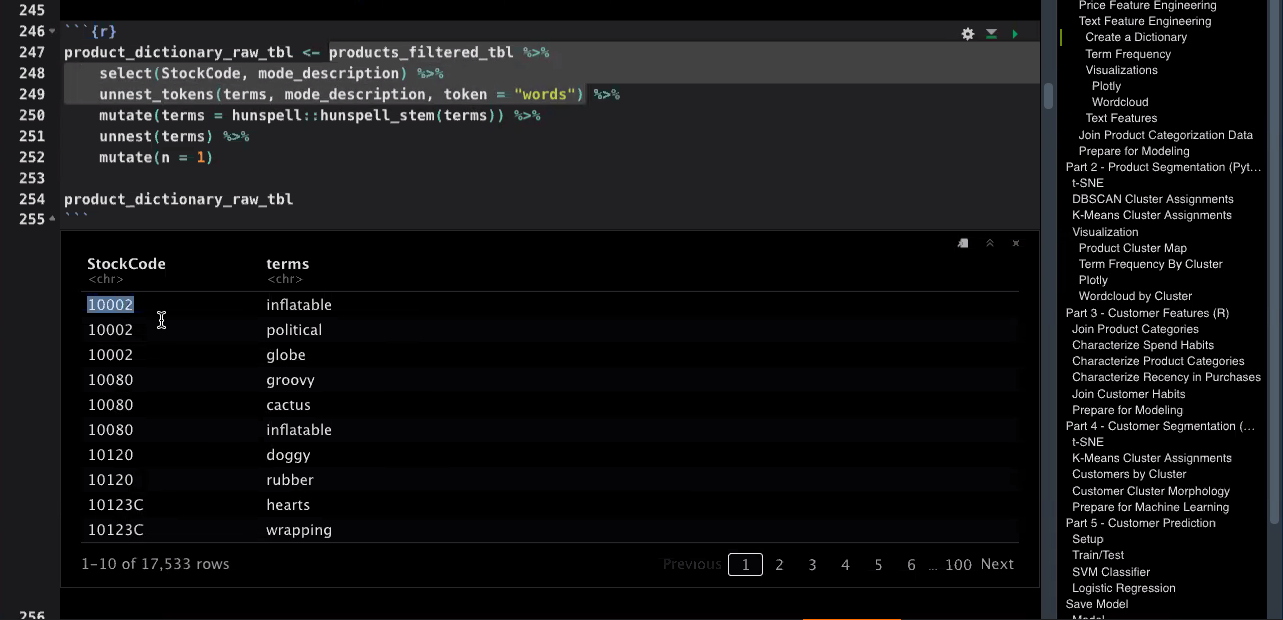 245
246 ```{r}
247 product_dictionary_raw_tbl <- products_filtered_tbl %>%
248 select(StockCode, mode_description) %>%
249 unnest_tokens(terms, mode_description, token = "words") %>%
250 mutate(terms = hunspell::hunspell_stem(terms)) %>%
251 unnest(terms) %>%
252 mutate(n = 1)
253
254 product_dictionary_raw_tbl
255 ```
StockCode terms
<chr> <chr>
10002 inflatable
10002 political
10002 globe
10080 groovy
10080 cactus
10080 inflatable
10120 doggy
10120 rubber
10123C hearts
10123C wrapping
1-10 of 17,533 rows Previous 1 2 3 4 5 6 ... 100 Next
256
Price Feature Engineering
Text Feature Engineering
Create a Dictionary
Term Frequency
Visualizations
Plotly
Wordcloud
Text Features
Join Product Categorization Data
Prepare for Modeling
Part 2 - Product Segmentation (Pyt...
t-SNE
DBSCAN Cluster Assignments
K-Means Cluster Assignments
Visualization
Product Cluster Map
Term Frequency By Cluster
Plotly
Wordcloud by Cluster
Part 3 - Customer Features (R)
Join Product Categories
Characterize Spend Habits
Characterize Product Categories
Characterize Recency in Purchases
Join Customer Habits
Prepare for Modeling
Part 4 - Customer Segmentation (...
t-SNE
K-Means Cluster Assignments
Customers by Cluster
Customer Cluster Morphology
Prepare for Machine Learning
Part 5 - Customer Prediction
Setup
Train/Test
SVM Classifier
Logistic Regression
Save Model